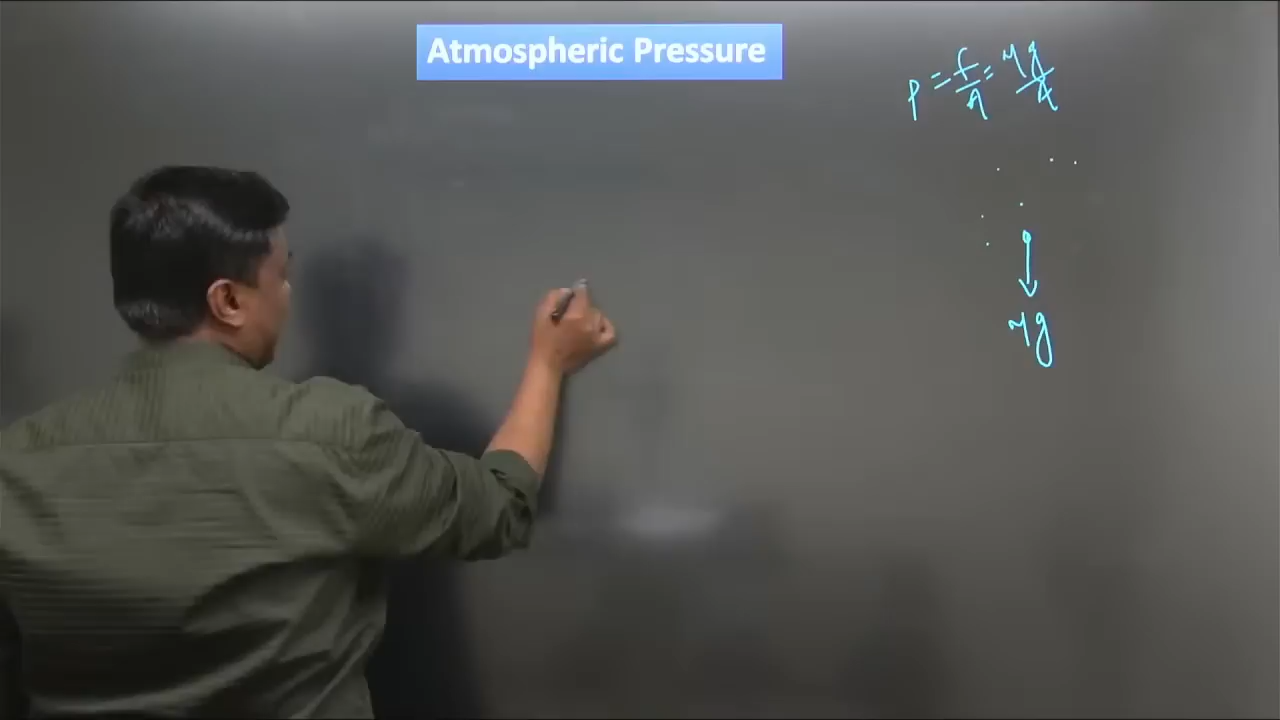 Atmospheric Pressure
P = F/A = Mg/A
Mg